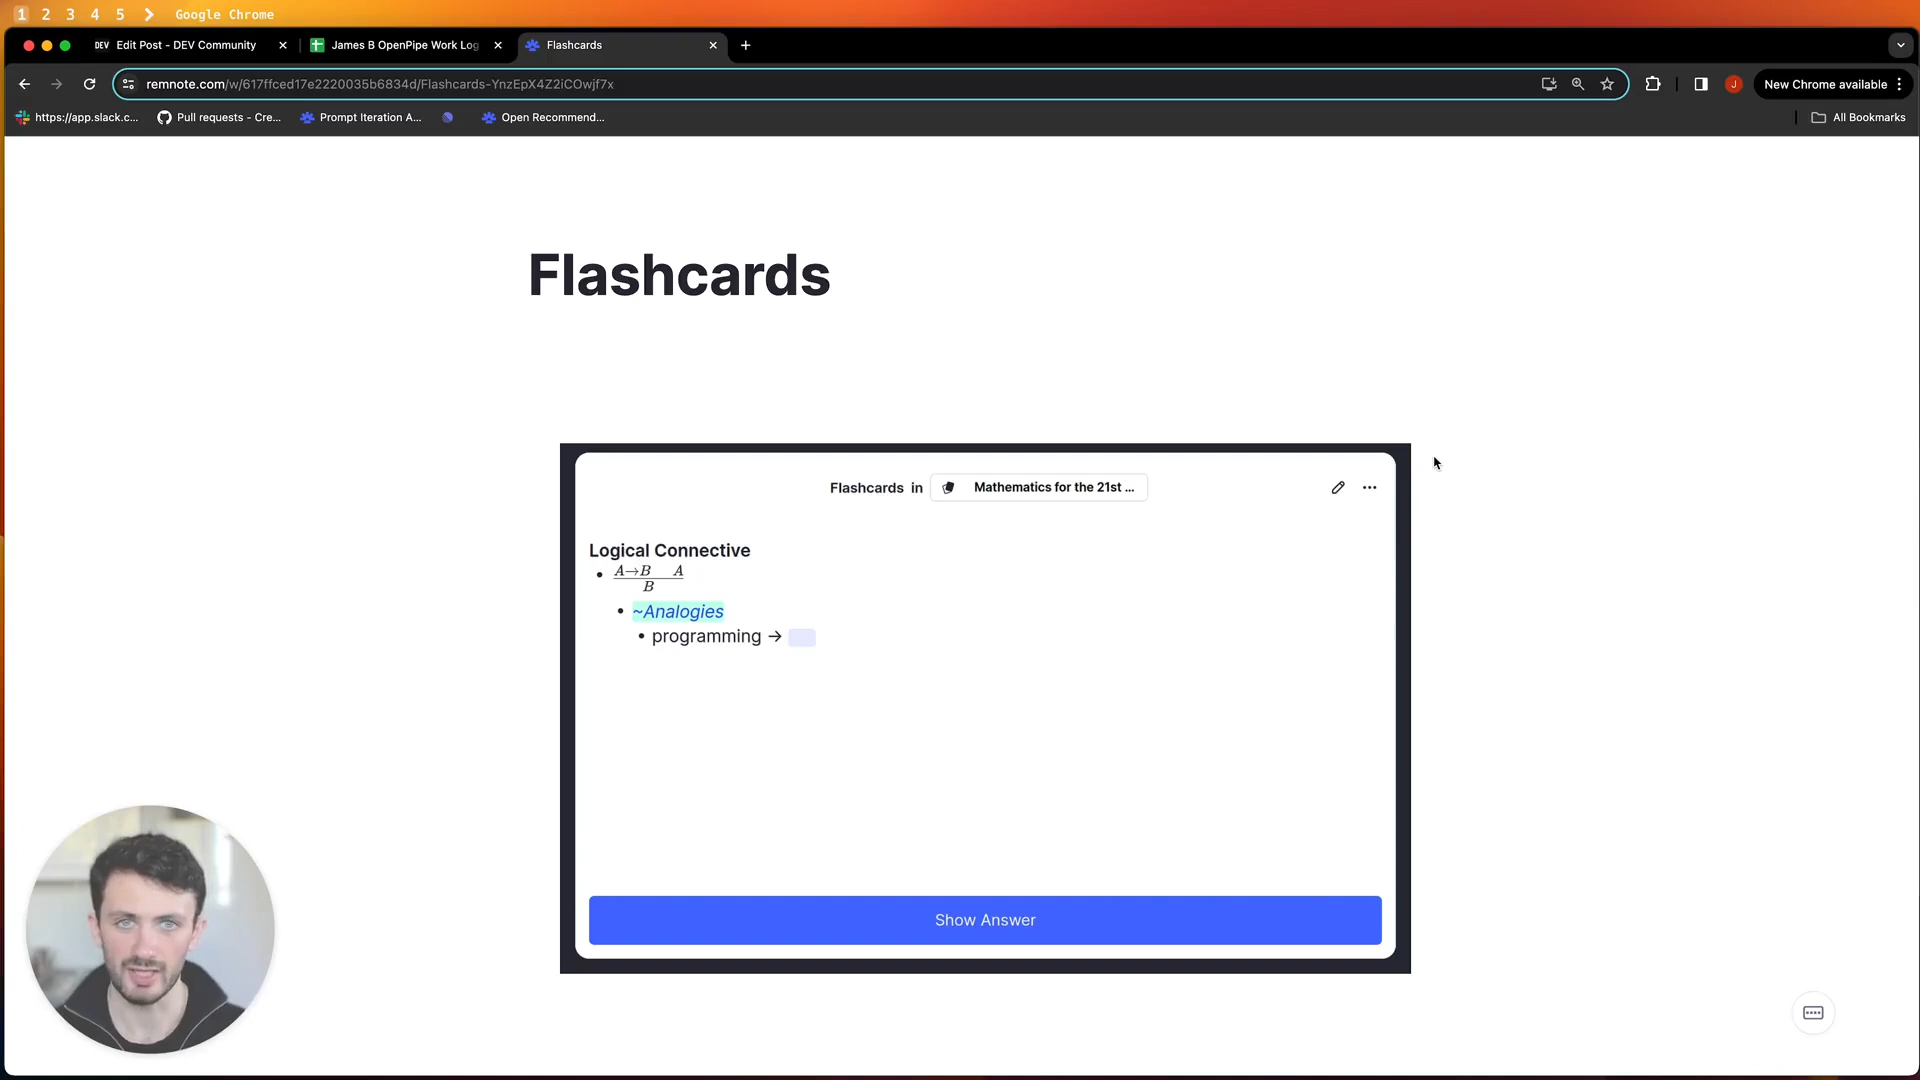 1 2 3 4 5 Google Chrome
DEV Edit Post - DEV Community
James B OpenPipe Work Log
Flashcards
remnote.com/w/617ffced17e2220035b6834d/Flashcards-YnzEpX4Z2iCOwjf7x
J
New Chrome available
https://app.slack.c...
Pull requests - Cre...
Prompt Iteration A...
Open Recommend...
All Bookmarks
Flashcards
Flashcards in
Mathematics for the 21st ...
Logical Connective
A→B A
B
~Analogies
programming →
Show Answer